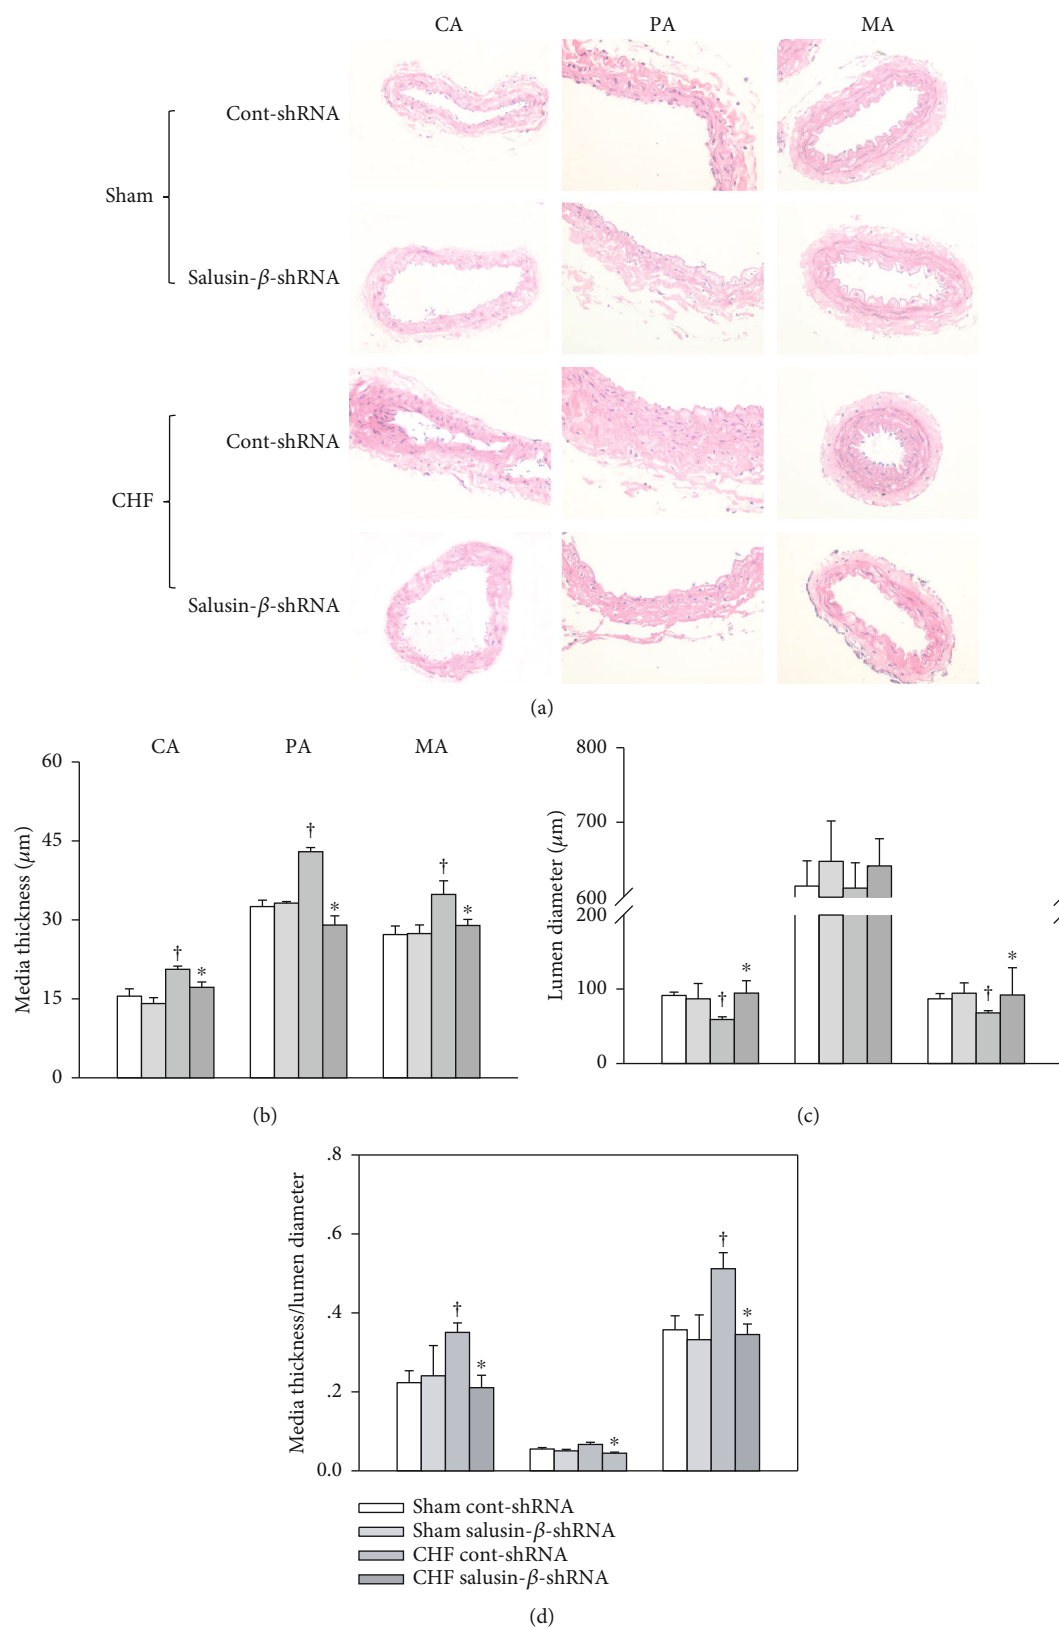 CA PA MA
Cont-shRNA
Sham
Salusin-β-shRNA
Cont-shRNA
CHF
Salusin-β-shRNA
(a)
CA PA MA
60
45
30
15
0
Media thickness (μm)
† * † * † *
(b)
800
700
600
200
100
0
Lumen diameter (μm)
† * † *
(c)
.8
.6
.4
.2
0.0
Media thickness/lumen diameter
† * * † *
Sham cont-shRNA
Sham salusin-β-shRNA
CHF cont-shRNA
CHF salusin-β-shRNA
(d)